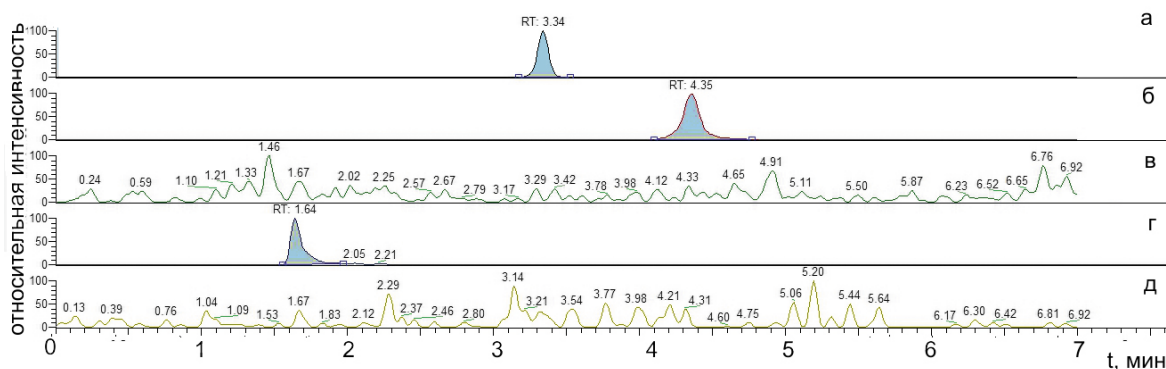 относительная интенсивность
а
RT: 3.34
100
50
0
б
RT: 4.35
100
50
0
в
1.46
100
50
0
0.24 0.59 1.10 1.21 1.33 1.67 2.02 2.25 2.57 2.67 2.79 3.17 3.29 3.42 3.78 3.98 4.12 4.33 4.65 4.91 5.11 5.50 5.87 6.23 6.52 6.65 6.76 6.92
г
RT: 1.64
100
50
0
2.05 2.21
д
100
50
0
0.13 0.39 0.76 1.04 1.09 1.53 1.67 1.83 2.12 2.29 2.37 2.46 2.80 3.14 3.21 3.54 3.77 3.98 4.21 4.31 4.60 4.75 5.06 5.20 5.44 5.64 6.17 6.30 6.42 6.81 6.92
0 1 2 3 4 5 6 7
t, мин